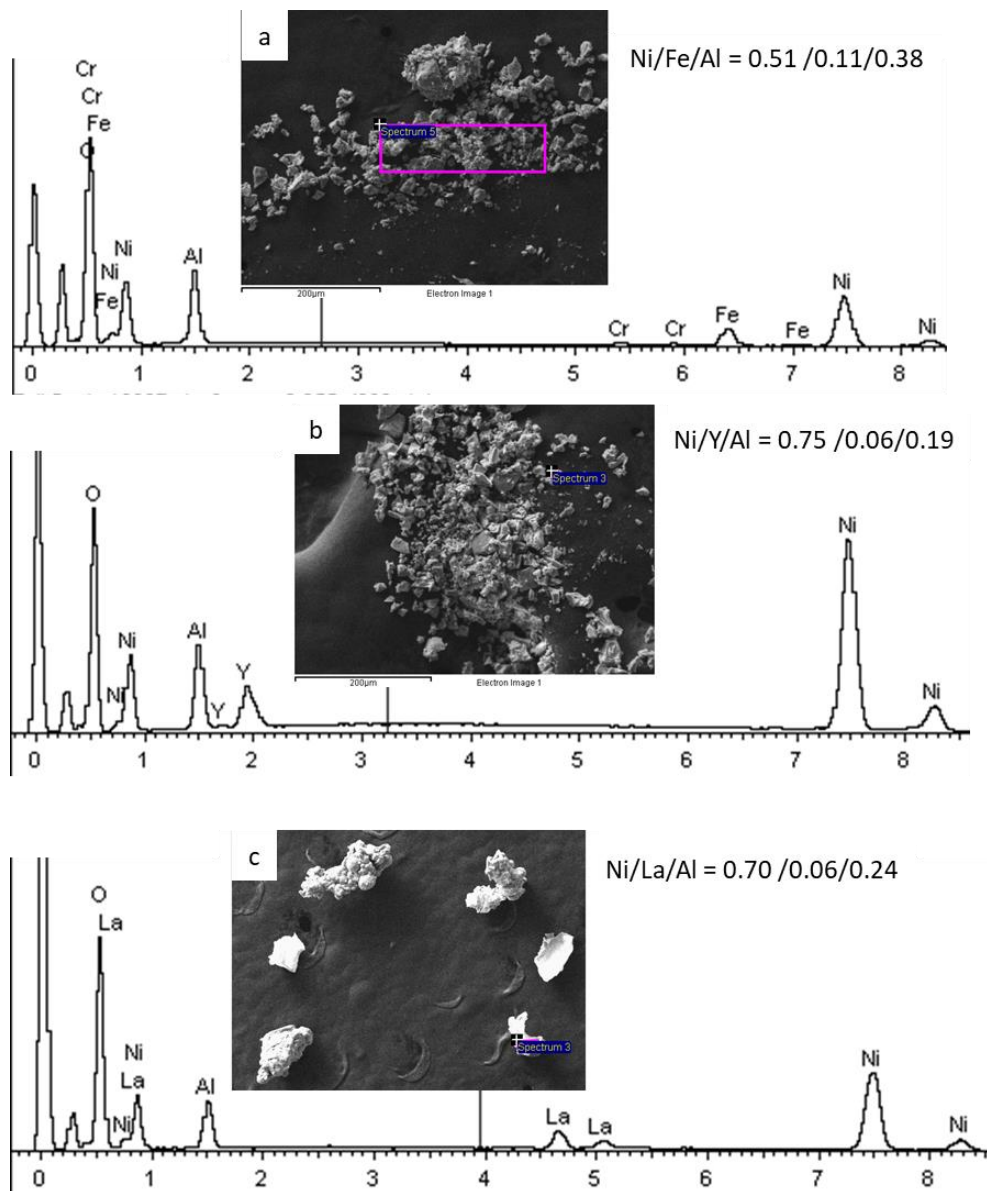 a
Ni/Fe/Al = 0.51 /0.11/0.38
Cr
Cr
Fe
O
Spectrum 5
Ni
Ni
Fe
Al
200µm
Electron Image 1
Cr
Cr
Fe
Fe
Ni
Ni
0 1 2 3 4 5 6 7 8
b
Ni/Y/Al = 0.75 /0.06/0.19
Spectrum 3
O
Ni
Ni
Al
Y
Y
Ni
Ni
200µm
Electron Image 1
0 1 2 3 4 5 6 7 8
c
Ni/La/Al = 0.70 /0.06/0.24
O
La
Ni
La
Ni
Al
Spectrum 3
La
La
Ni
Ni
0 1 2 3 4 5 6 7 8